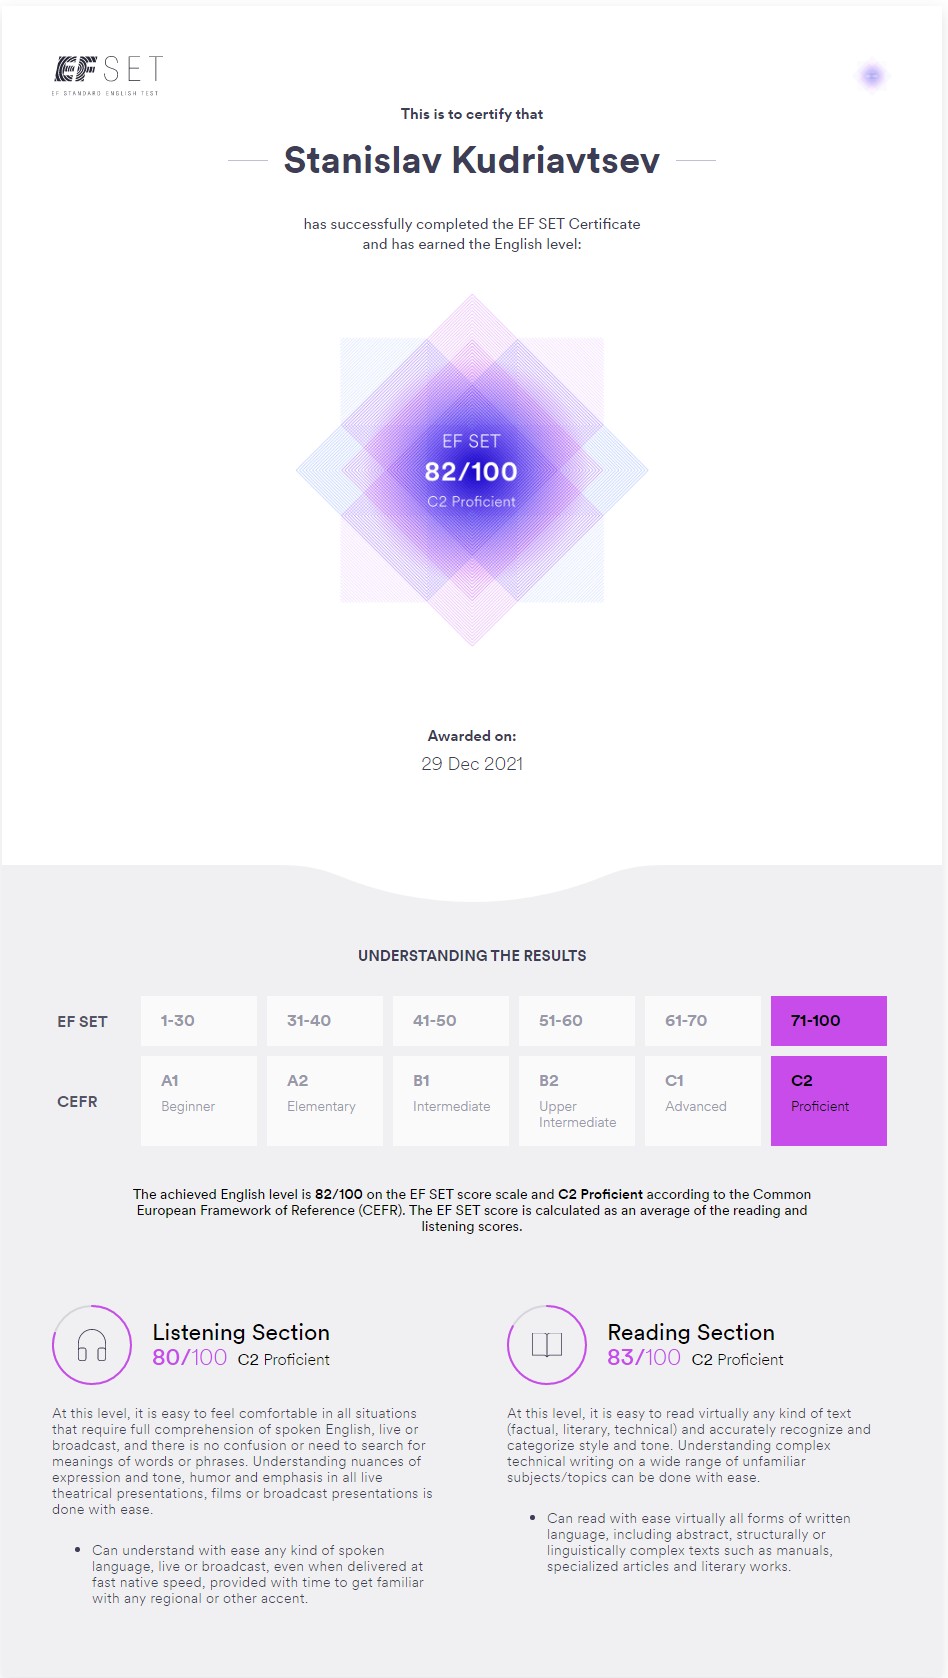 EF SET
EF STANDARD ENGLISH TEST
This is to certify that
Stanislav Kudriavtsev
has successfully completed the EF SET Certificate
and has earned the English level:
EF SET
82/100
C2 Proficient
Awarded on:
29 Dec 2021
UNDERSTANDING THE RESULTS
EF SET 1-30 31-40 41-50 51-60 61-70 71-100
CEFR
A1 A2 B1 B2 C1 C2
Beginner Elementary Intermediate Upper Advanced Proficient
Intermediate
The achieved English level is 82/100 on the EF SET score scale and C2 Proficient according to the Common
European Framework of Reference (CEFR). The EF SET score is calculated as an average of the reading and
listening scores.
Listening Section
80/100 C2 Proficient
At this level, it is easy to feel comfortable in all situations
that require full comprehension of spoken English, live or
broadcast, and there is no confusion or need to search for
meanings of words or phrases. Understanding nuances of
expression and tone, humor and emphasis in all live
theatrical presentations, films or broadcast presentations is
done with ease.
• Can understand with ease any kind of spoken
language, live or broadcast, even when delivered at
fast native speed, provided with time to get familiar
with any regional or other accent.
Reading Section
83/100 C2 Proficient
At this level, it is easy to read virtually any kind of text
(factual, literary, technical) and accurately recognize and
categorize style and tone. Understanding complex
technical writing on a wide range of unfamiliar
subjects/topics can be done with ease.
• Can read with ease virtually all forms of written
language, including abstract, structurally or
linguistically complex texts such as manuals,
specialized articles and literary works.